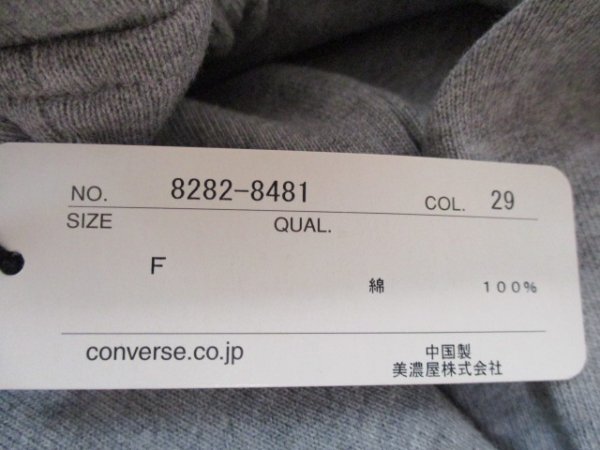 NO. 8282-8481 COL. 29
SIZE QUAL.
F
綿 100%
converse.co.jp 中国製
美濃屋株式会社